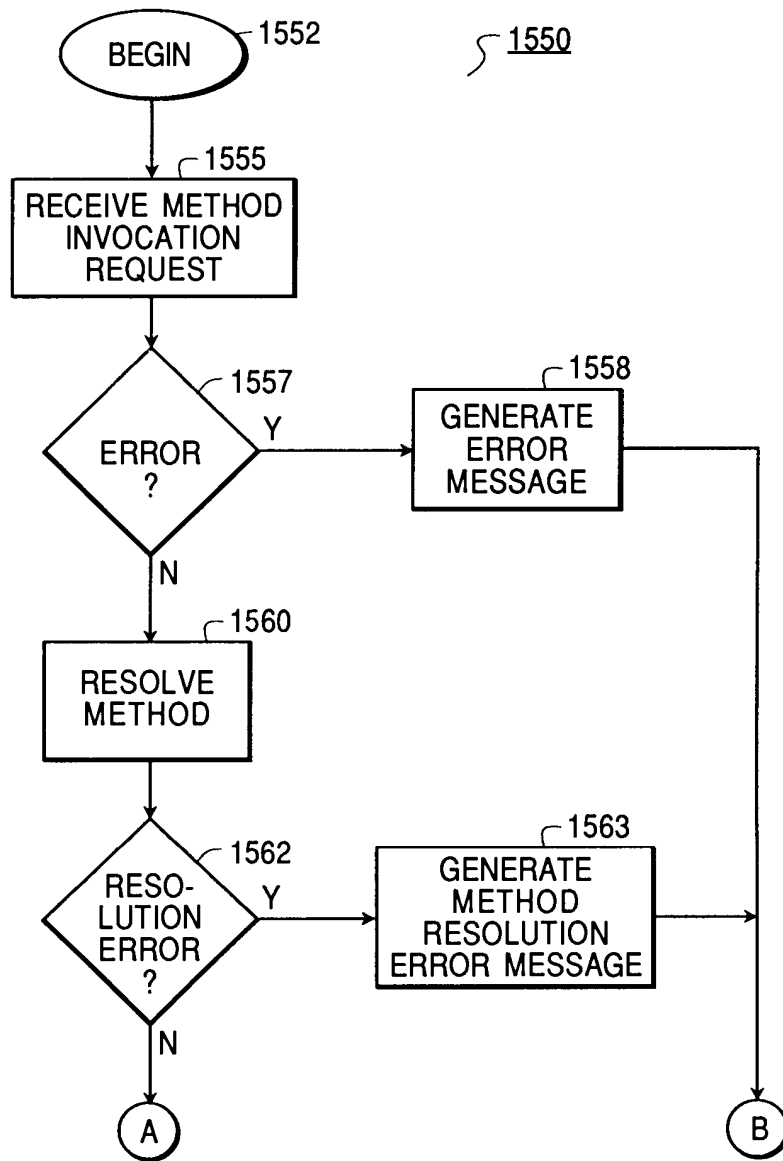 1552
1550
BEGIN
1555
RECEIVE METHOD
INVOCATION
REQUEST
1557
ERROR
?
Y
N
1558
GENERATE
ERROR
MESSAGE
1560
RESOLVE
METHOD
1562
RESO-
LUTION
ERROR
?
Y
N
1563
GENERATE
METHOD
RESOLUTION
ERROR MESSAGE
A
B